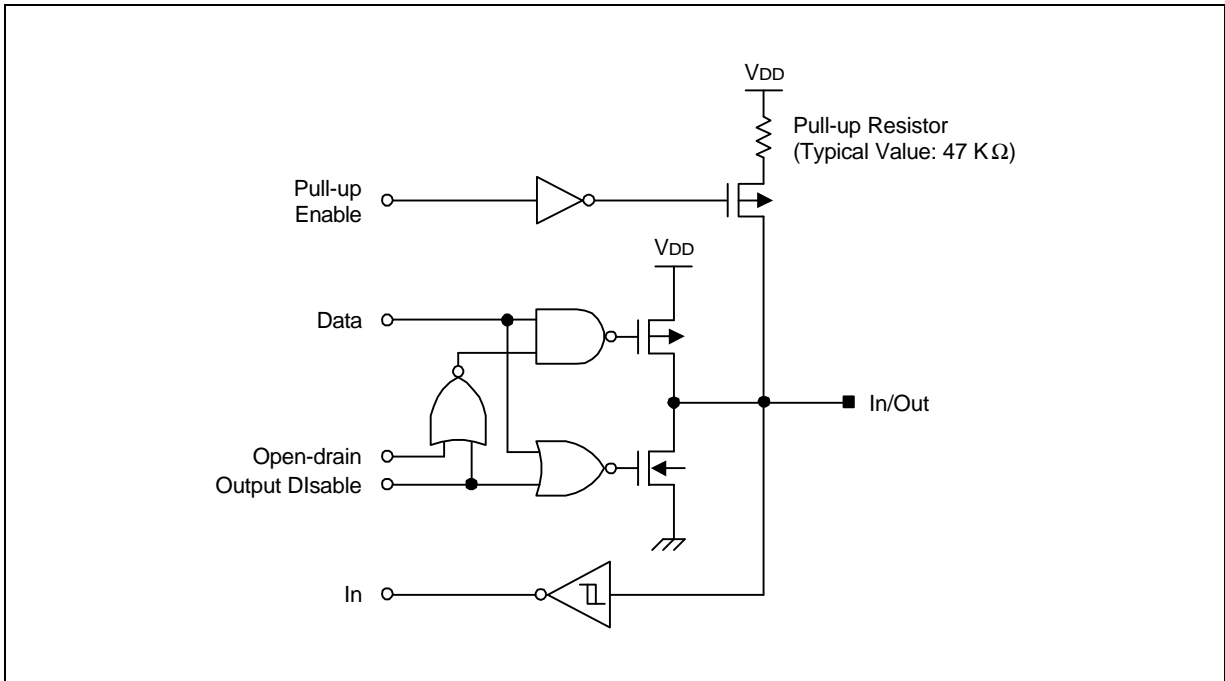 VDD
Pull-up Resistor
(Typical Value: 47 KΩ)
Pull-up
Enable
VDD
Data
In/Out
Open-drain
Output DIsable
In